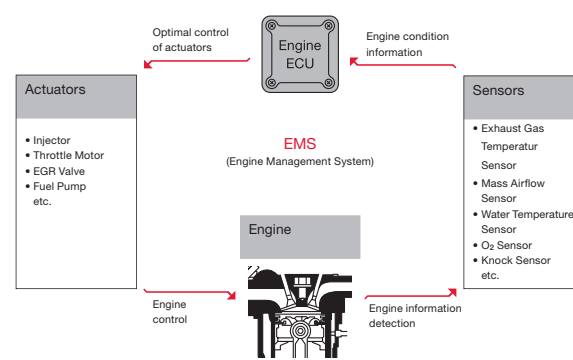 Optimal control
of actuators
Engine
ECU
Engine condition
information
Actuators
• Injector
• Throttle Motor
• EGR Valve
• Fuel Pump
etc.
EMS
(Engine Management System)
Sensors
• Exhaust Gas
Temperatur
Sensor
• Mass Airflow
Sensor
• Water Temperature
Sensor
• O₂ Sensor
• Knock Sensor
etc.
Engine
Engine
control
Engine information
detection